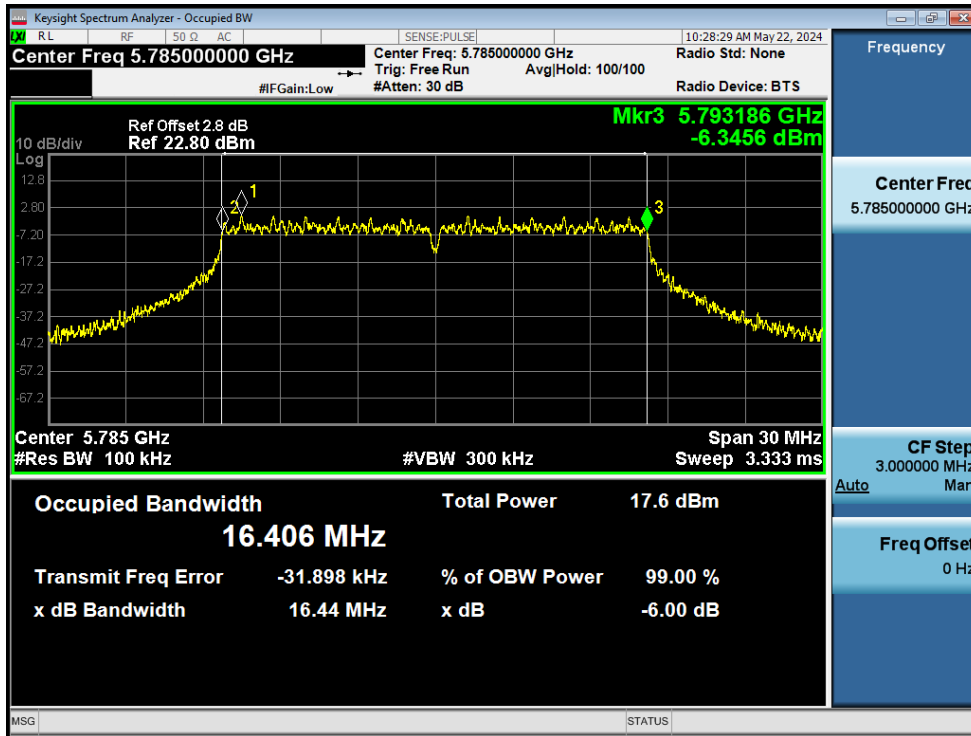 Keysight Spectrum Analyzer - Occupied BW
LXI RL RF 50 Ω AC SENSE:PULSE 10:28:29 AM May 22, 2024
Center Freq 5.785000000 GHz
Center Freq: 5.785000000 GHz
Radio Std: None
Trig: Free Run
Avg|Hold: 100/100
#IFGain:Low
#Atten: 30 dB
Radio Device: BTS
Ref Offset 2.8 dB
Mkr3 5.793186 GHz
10 dB/div
Ref 22.80 dBm
-6.3456 dBm
Log
12.8
2.80
-7.20
-17.2
-27.2
-37.2
-47.2
-57.2
-67.2
1
2
3
Center 5.785 GHz
Span 30 MHz
#Res BW 100 kHz
#VBW 300 kHz
Sweep 3.333 ms
Occupied Bandwidth
Total Power 17.6 dBm
16.406 MHz
Transmit Freq Error -31.898 kHz
% of OBW Power 99.00 %
x dB Bandwidth 16.44 MHz
x dB -6.00 dB
MSG
STATUS
Frequency
Center Freq
5.785000000 GHz
CF Step
3.000000 MHz
Auto Man
Freq Offset
0 Hz